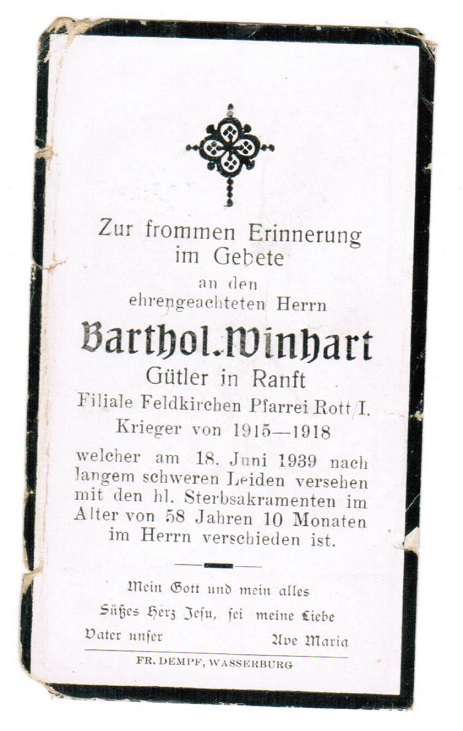 Zur frommen Erinnerung
im Gebete
an den
ehrengeachteten Herrn
Barthol. Winhart
Gütler in Ranft
Filiale Feldkirchen Pfarrei Rott/I.
Krieger von 1915—1918
welcher am 18. Juni 1939 nach
langem schweren Leiden versehen
mit den hl. Sterbsakramenten im
Alter von 58 Jahren 10 Monaten
im Herrn verschieden ist.
Mein Gott und mein alles
Süßes Herz Jesu, sei meine Liebe
Vater unser Ave Maria
FR. DEMPF, WASSERBURG